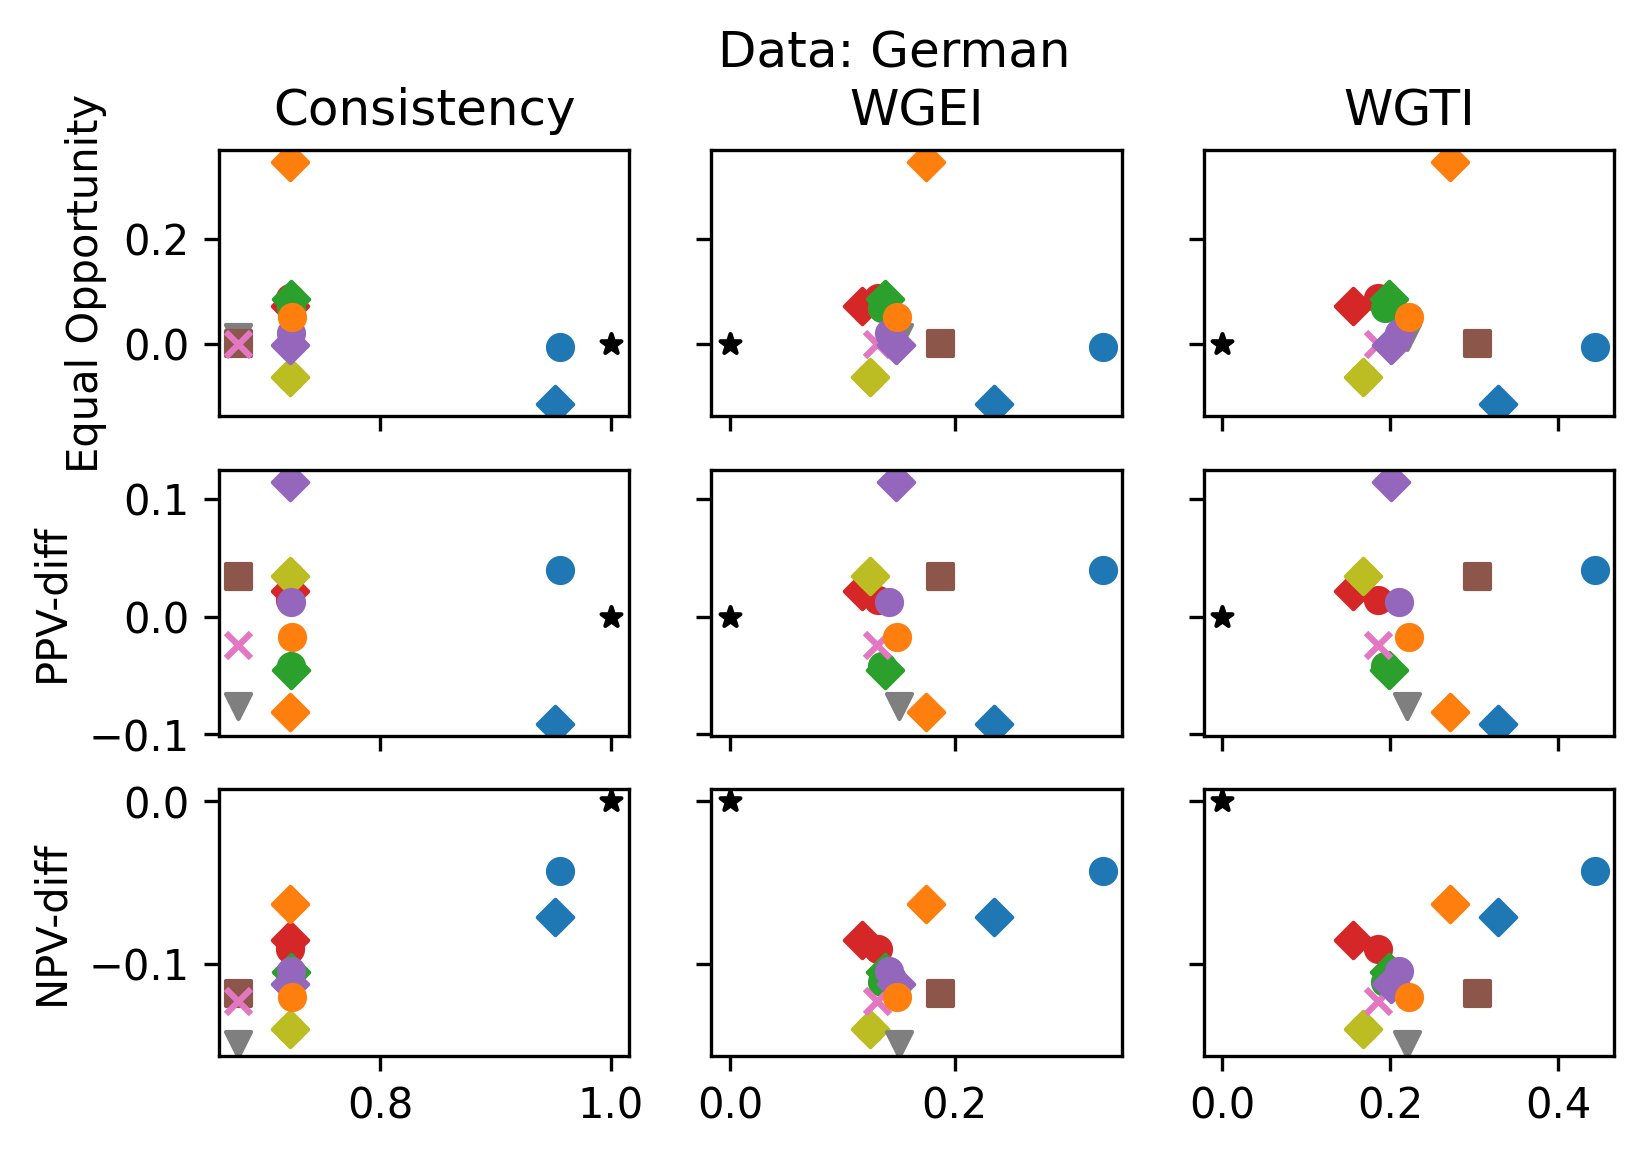 Data: German
Consistency WGEI WGTI
Equal Opportunity
0.2
0.0
PPV-diff
0.1
0.0
−0.1
NPV-diff
0.0
−0.1
0.8 1.0 0.0 0.2 0.0 0.2 0.4